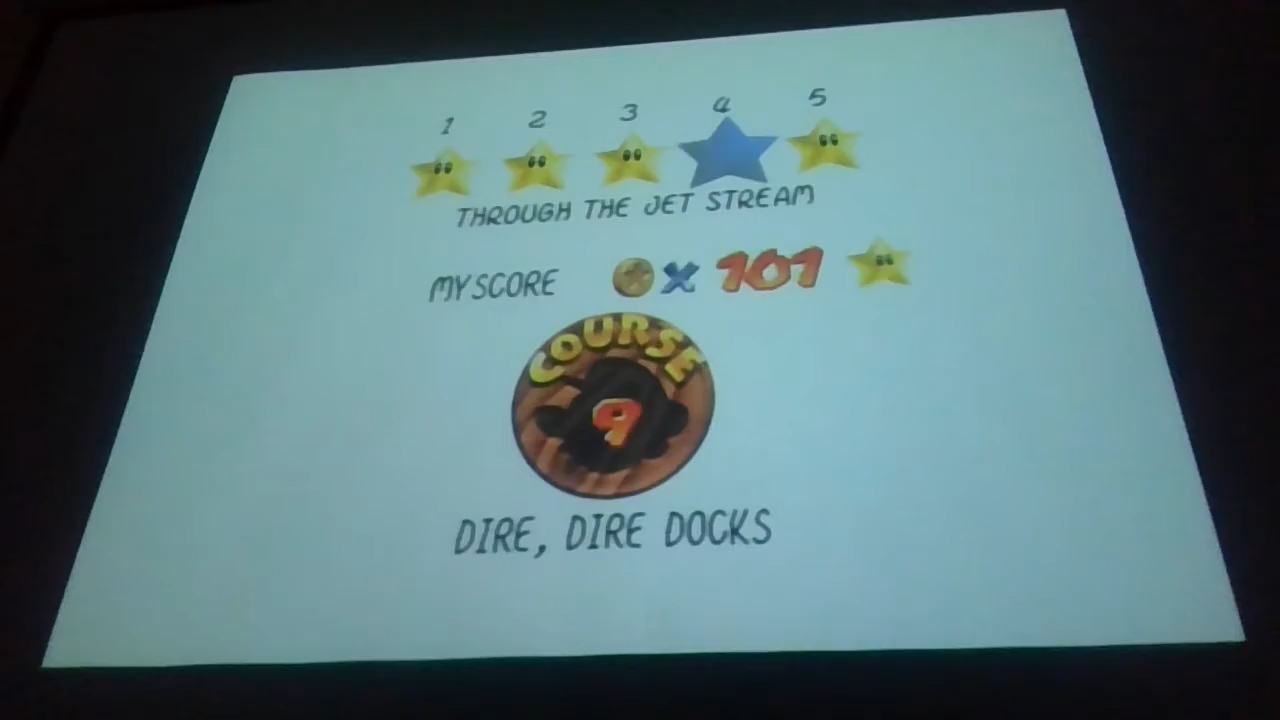 1 2 3 4 5
THROUGH THE JET STREAM
MYSCORE × 101
COURSE
9
DIRE, DIRE DOCKS